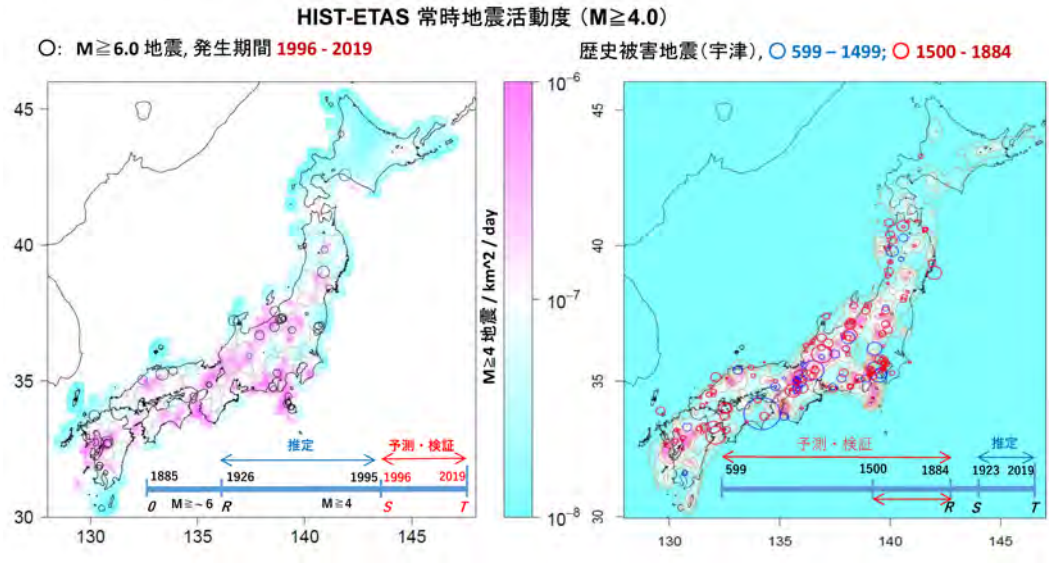 HIST-ETAS 常時地震活動度（M≧4.0）
○: M≧6.0 地震, 発生期間 1996 - 2019
歴史被害地震（宇津）, ○ 599 – 1499; ○ 1500 - 1884
45
40
35
30
130
135
140
145
推定
予測・検証
1885
1926
1995
1996
2019
M≧~ 6
M≧4
0
R
S
T
10⁻⁶
10⁻⁷
10⁻⁸
M≧4 地震 / km^2 / day
45
40
35
30
130
135
140
145
予測・検証
推定
599
1500
1884
1923
2019
R
S
T